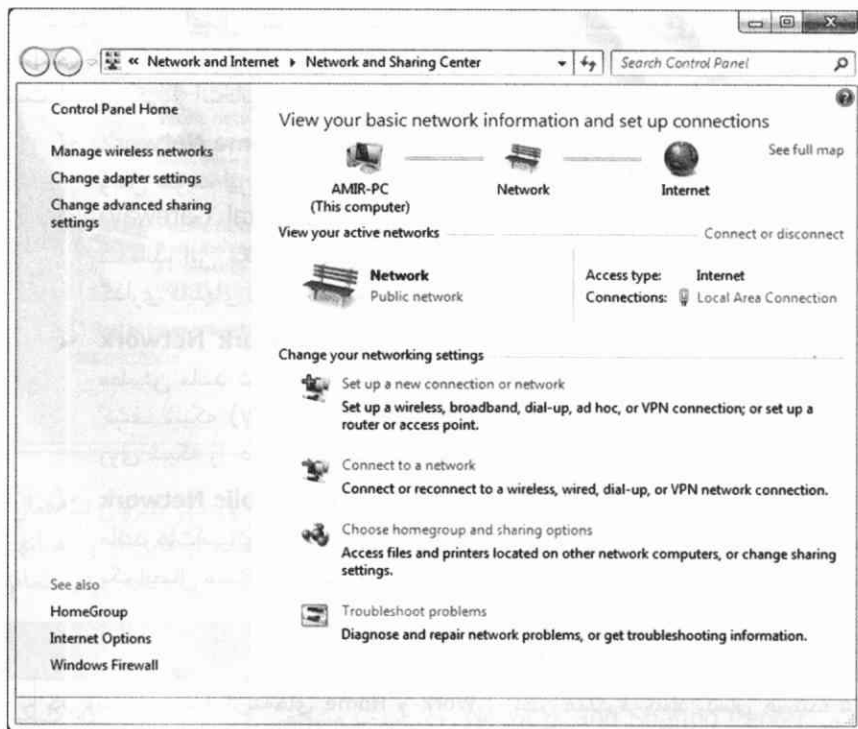 « Network and Internet ▸ Network and Sharing Center
Search Control Panel
Control Panel Home
Manage wireless networks
Change adapter settings
Change advanced sharing
settings
See also
HomeGroup
Internet Options
Windows Firewall
View your basic network information and set up connections
See full map
AMIR-PC
(This computer)
Network
Internet
View your active networks
Connect or disconnect
Network
Public network
Access type: Internet
Connections: Local Area Connection
Change your networking settings
Set up a new connection or network
Set up a wireless, broadband, dial-up, ad hoc, or VPN connection; or set up a
router or access point.
Connect to a network
Connect or reconnect to a wireless, wired, dial-up, or VPN network connection.
Choose homegroup and sharing options
Access files and printers located on other network computers, or change sharing
settings.
Troubleshoot problems
Diagnose and repair network problems, or get troubleshooting information.